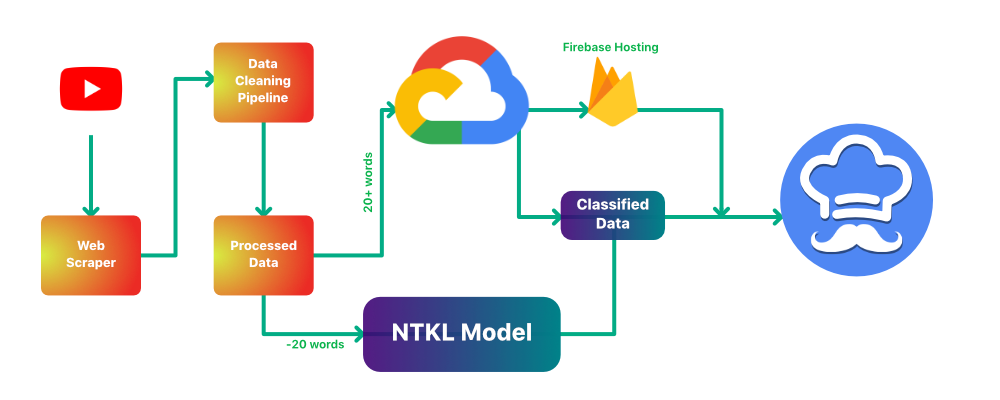 Firebase Hosting
Data
Cleaning
Pipeline
20+ words
Classified
Data
Web
Scraper
Processed
Data
NTKL Model
-20 words